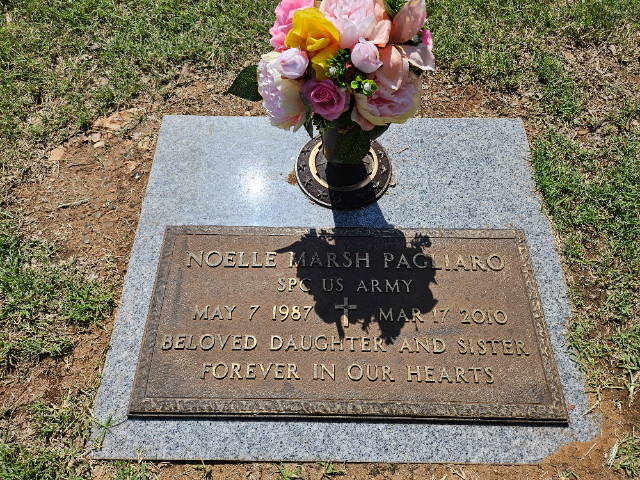 NOELLE MARSH PAGLIARO
SPC US ARMY
MAY 7 1987 MAR 17 2010
BELOVED DAUGHTER AND SISTER
FOREVER IN OUR HEARTS